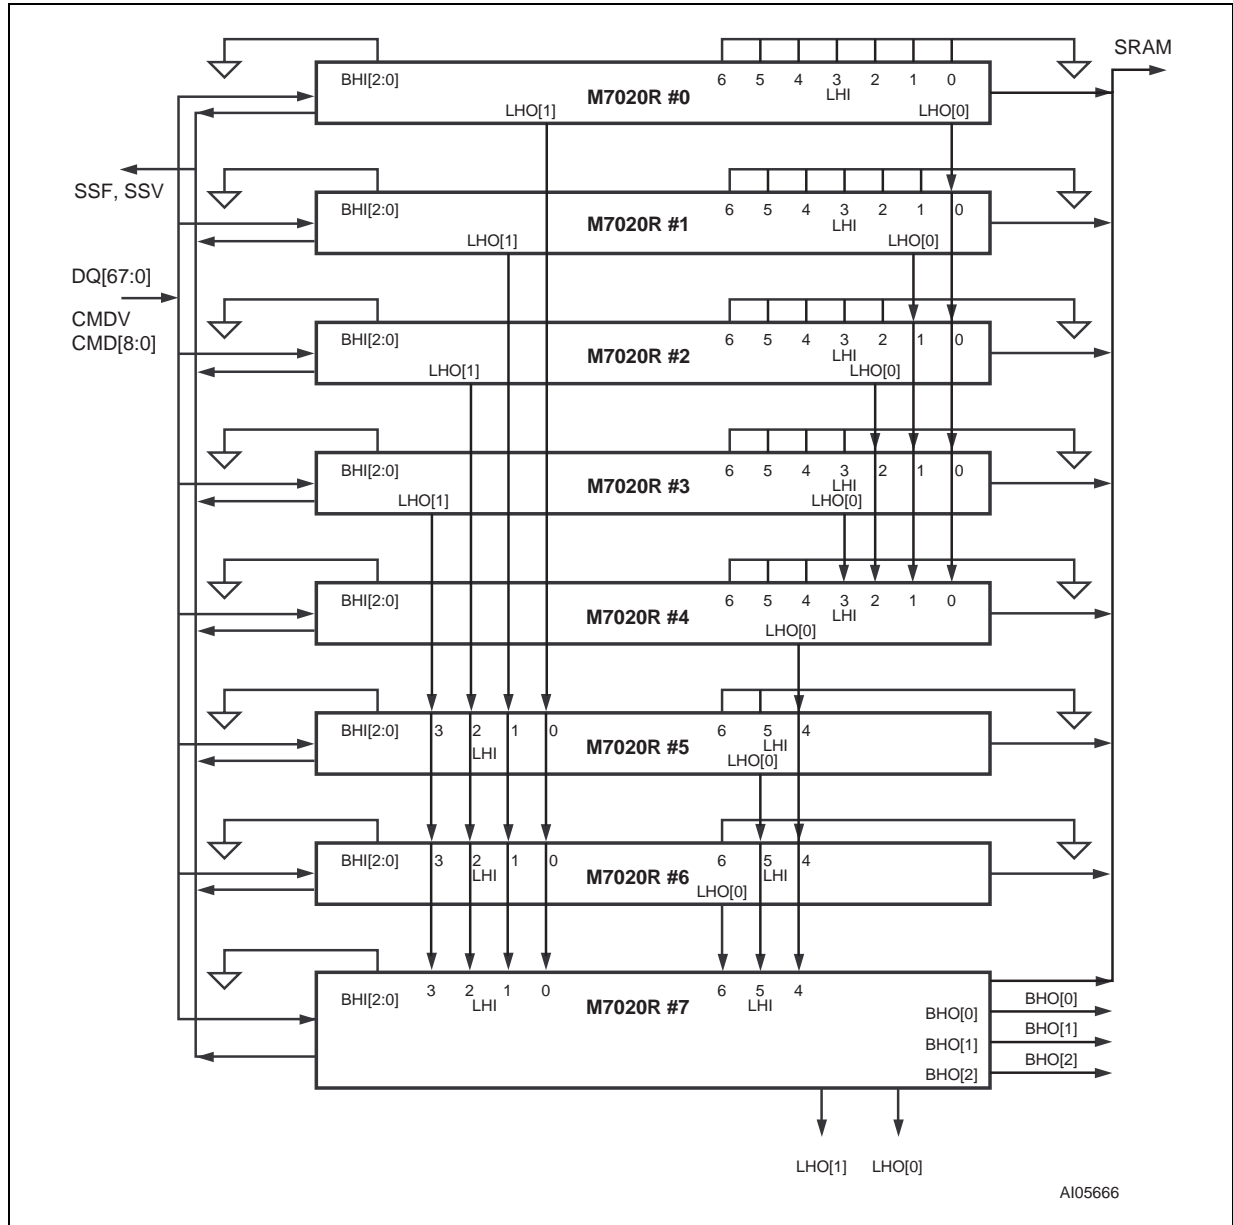 SRAM
BHI[2:0] 6 5 4 3 2 1 0
M7020R #0 LHI
LHO[1] LHO[0]
SSF, SSV
BHI[2:0] 6 5 4 3 2 1 0
M7020R #1 LHI
LHO[1] LHO[0]
DQ[67:0]
CMDV
CMD[8:0]
BHI[2:0] 6 5 4 3 2 1 0
M7020R #2 LHI
LHO[1] LHO[0]
BHI[2:0] 6 5 4 3 2 1 0
M7020R #3 LHI
LHO[1] LHO[0]
BHI[2:0] 6 5 4 3 2 1 0
M7020R #4 LHI
LHO[0]
BHI[2:0] 3 2 1 0 6 5 4
LHI M7020R #5 LHI
LHO[0]
BHI[2:0] 3 2 1 0 6 5 4
LHI M7020R #6 LHI
LHO[0]
BHI[2:0] 3 2 1 0 6 5 4
LHI M7020R #7 LHI
BHO[0] BHO[0]
BHO[1] BHO[1]
BHO[2] BHO[2]
LHO[1] LHO[0]
AI05666